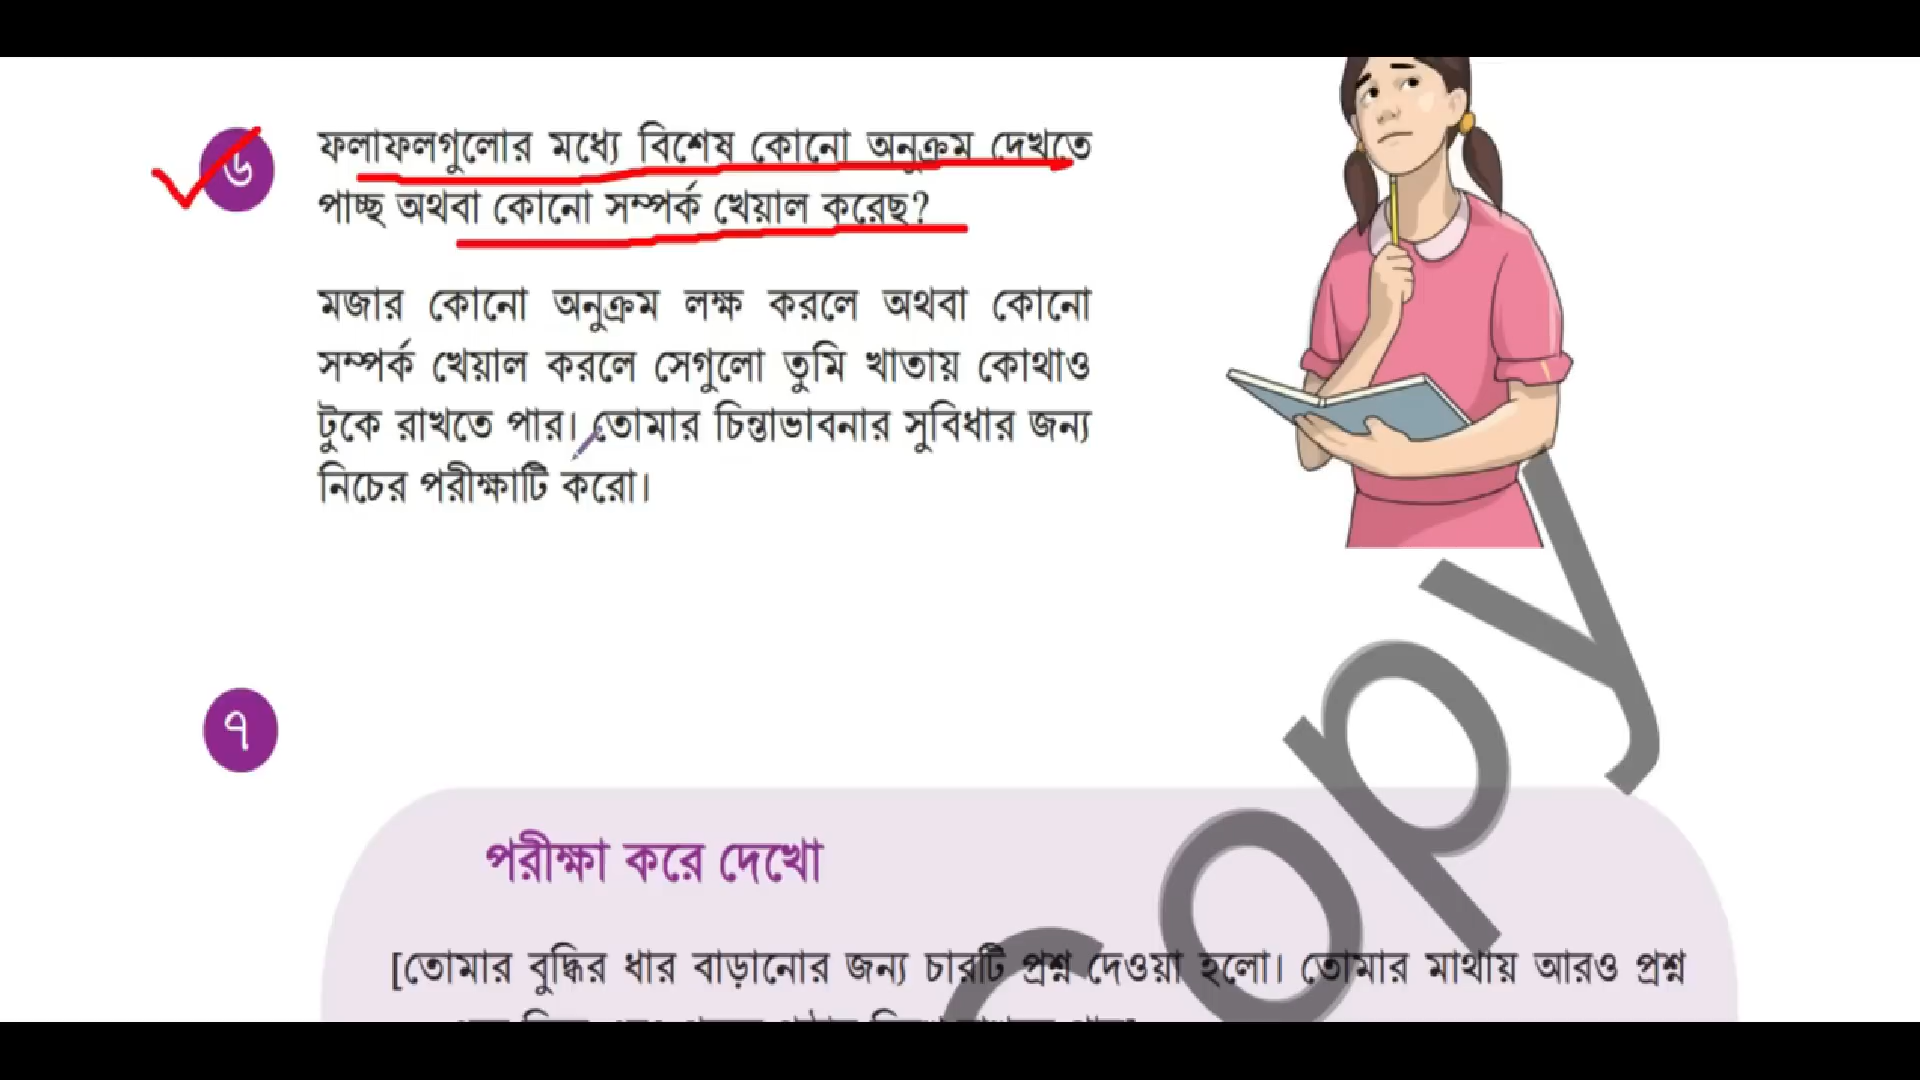 ৬
ফলাফলগুলোর মধ্যে বিশেষ কোনো অনুক্রম দেখতে
পাচ্ছ অথবা কোনো সম্পর্ক খেয়াল করেছ?
মজার কোনো অনুক্রম লক্ষ করলে অথবা কোনো
সম্পর্ক খেয়াল করলে সেগুলো তুমি খাতায় কোথাও
টুকে রাখতে পার। তোমার চিন্তাভাবনার সুবিধার জন্য
নিচের পরীক্ষাটি করো।
৭
পরীক্ষা করে দেখো
[তোমার বুদ্ধির ধার বাড়ানোর জন্য চারটি প্রশ্ন দেওয়া হলো। তোমার মাথায় আরও প্রশ্ন
copy